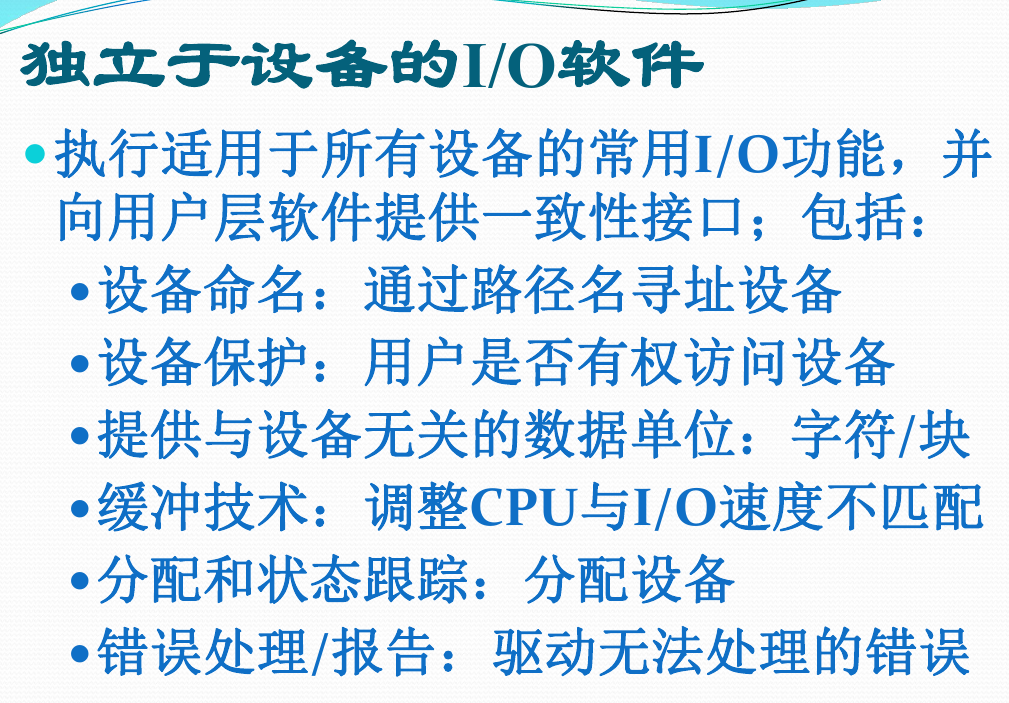 独立于设备的I/O软件
•执行适用于所有设备的常用I/O功能，并
向用户层软件提供一致性接口；包括：
•设备命名：通过路径名寻址设备
•设备保护：用户是否有权访问设备
•提供与设备无关的数据单位：字符/块
•缓冲技术：调整CPU与I/O速度不匹配
•分配和状态跟踪：分配设备
•错误处理/报告：驱动无法处理的错误